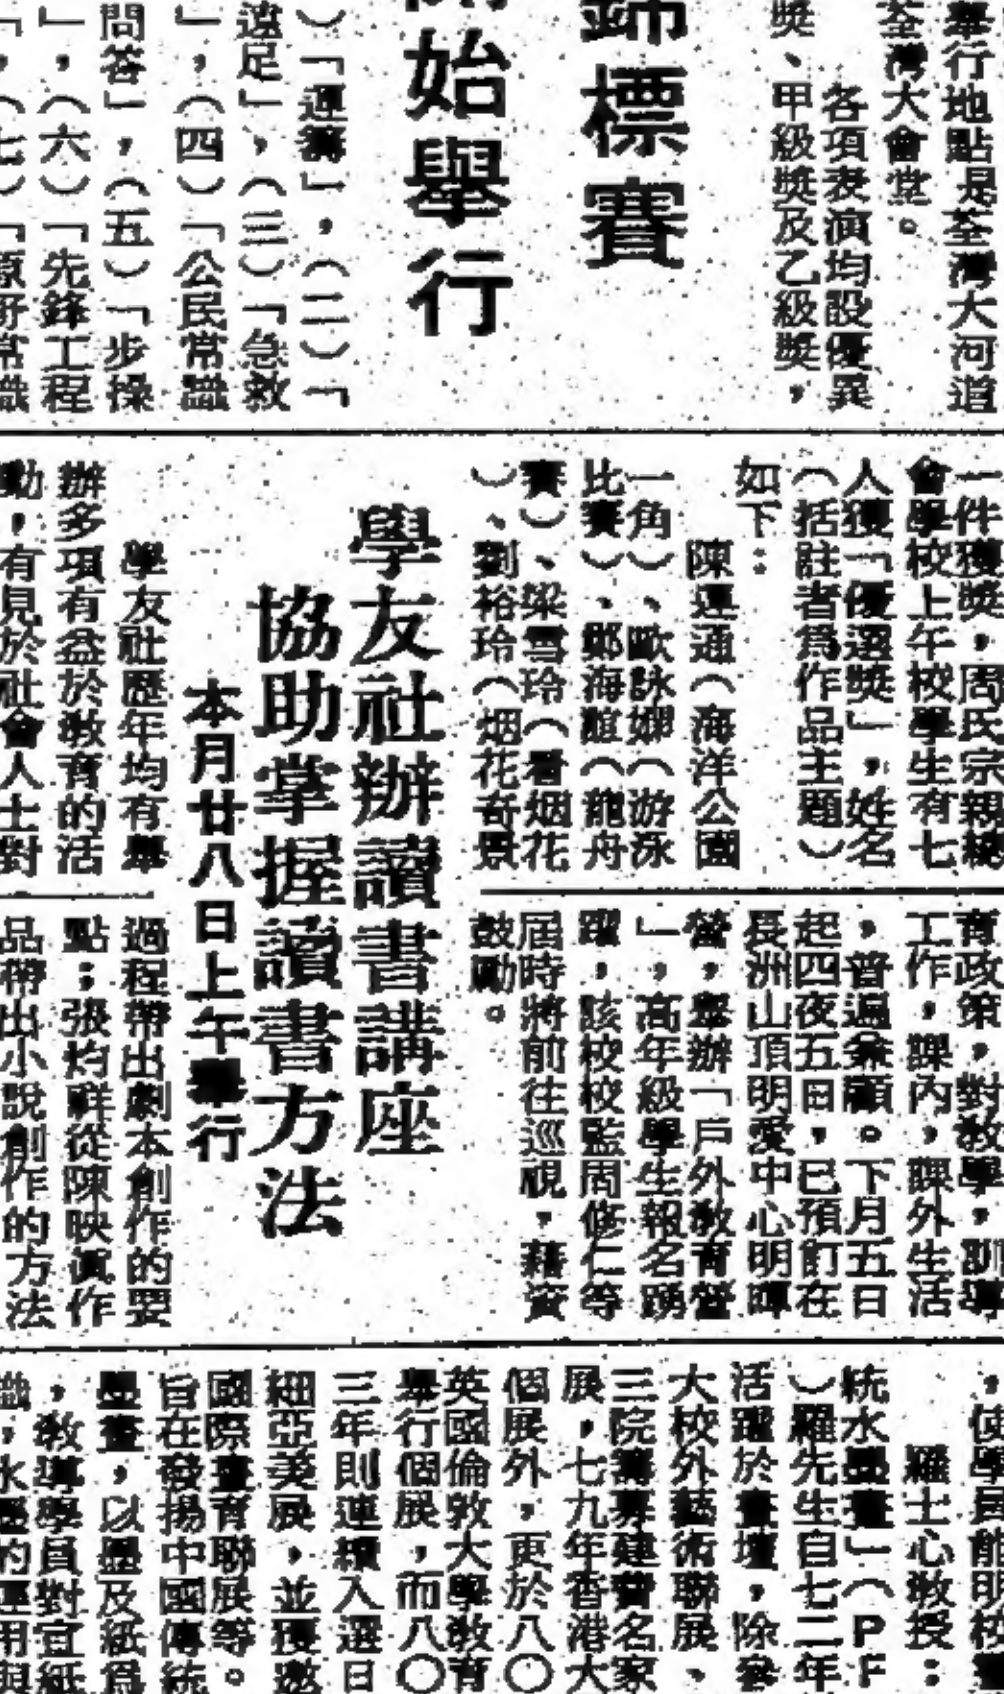 舉行地點是荃灣大河道
荃灣大會堂。
各項表演均設優異
獎、甲級獎及乙級獎，
錦標賽
開始舉行
）「運籌」，（二）「
遠足」，（三）「急救
」，（四）「公民常識
問答」，（五）「步操
」，（六）「先鋒工程
「，（七）「原野常識
一件獲獎，周氏宗親總
會學校上午校學生有七
人獲「優選獎」，姓名
（括註者爲作品主題）
如下：
陳運通（海洋公園
一角）、歐詠嫻（游泳
比賽）、鄭海誼（龍舟
賽）、梁雪玲（看烟花
）、劉裕玲（烟花奇景
學友社辦讀書講座
協助掌握讀書方法
本月廿八日上午舉行
學友社歷年均有舉
辦多項有益於教育的活
動，有見於社會人士對
育政策，對教學，訓導
工作，課內，課外生活
，普遍兼顧。下月五日
起四夜五日，已預訂在
長洲山頂明愛中心明暉
營，舉辦「戶外教育營
」，高年級學生報名踴
躍，該校校監周修仁等
屆時將前往巡視，藉資
鼓勵。
過程帶出劇本創作的要
點；張灼祥從陳映眞作
品帶出小說創作的方法
，使學員能明校
羅士心教授：
統水墨畫」（PF
）羅先生自七二年
活躍於畫壇，除參
大校外藝術聯展、
三院籌募建費名家
展，七九年香港大
個展外，更於八〇
英國倫敦大學教育
舉行個展，而八〇
三年則連續入選日
細亞美展，並獲邀
國際畫育聯展等。
旨在發揚中國傳統
墨畫，以墨及紙爲
，教導學員對宣紙
識，水墨的運用與